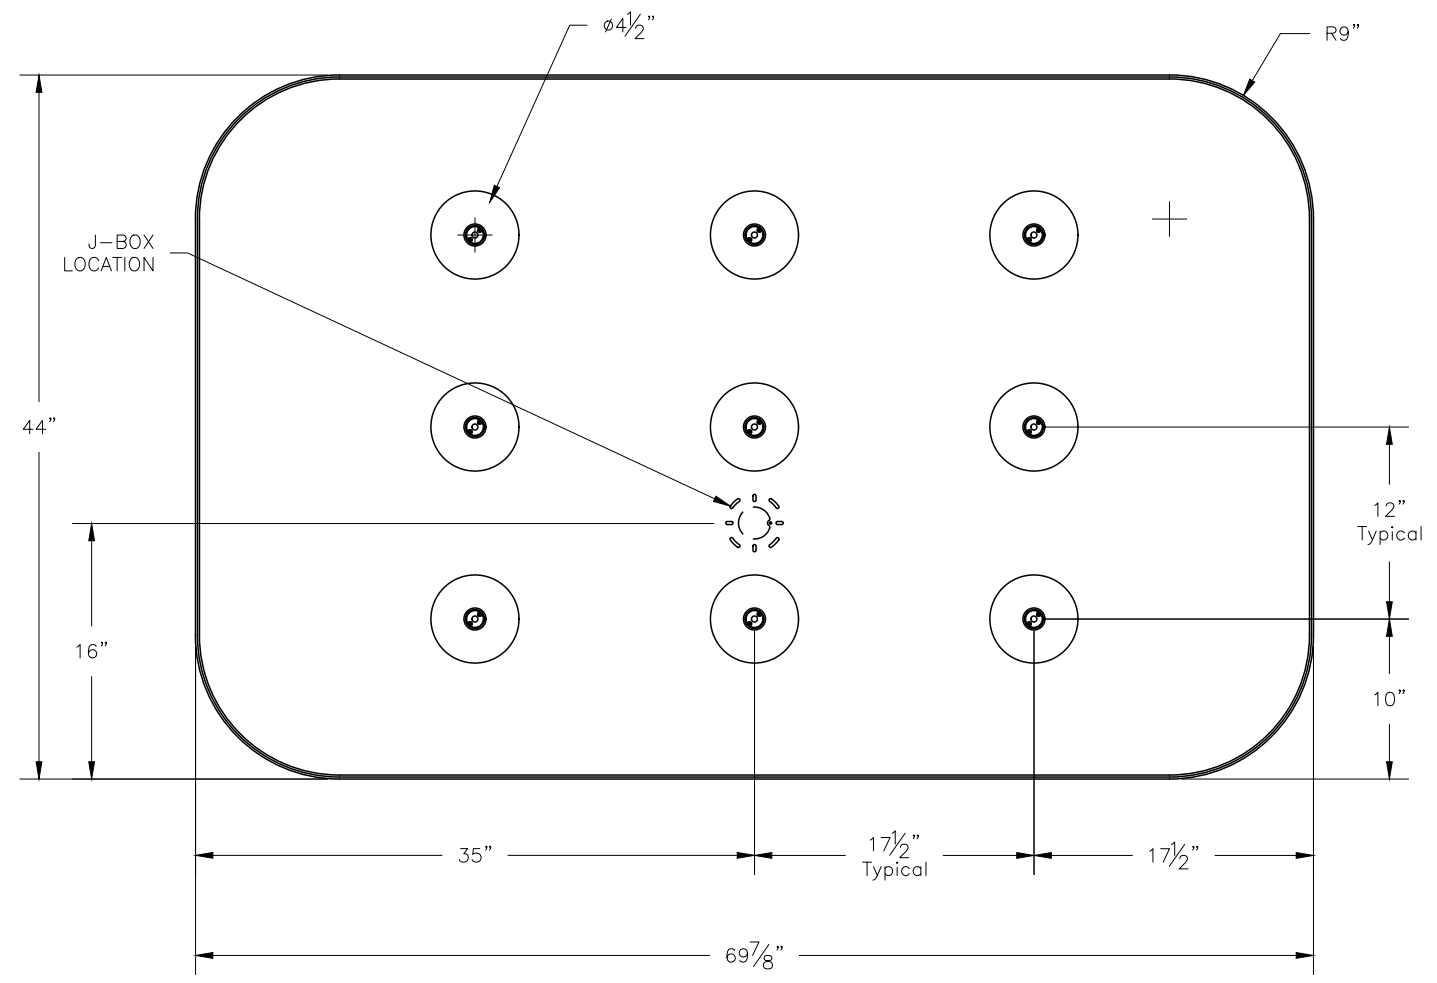 ø4½”
R9”
J–BOX
LOCATION
44”
12”
Typical
16”
10”
35”
17½”
Typical
17½”
69⅞”